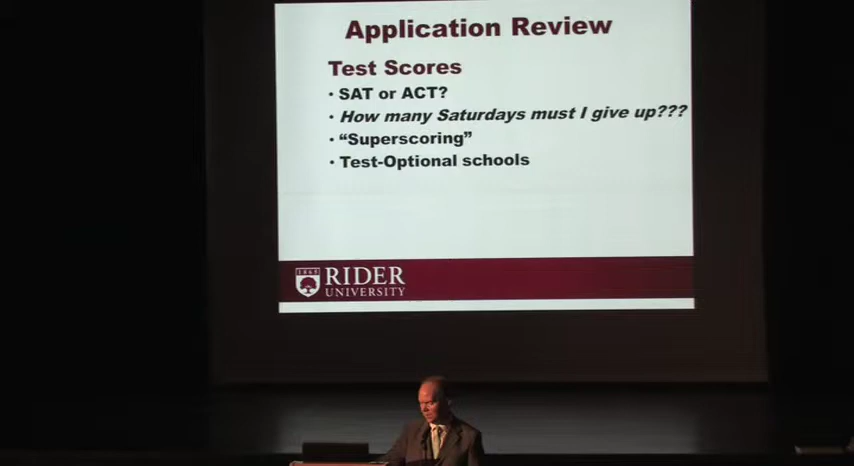 Application Review
Test Scores
• SAT or ACT?
• How many Saturdays must I give up???
• “Superscoring”
• Test-Optional schools
1865
RIDER
UNIVERSITY